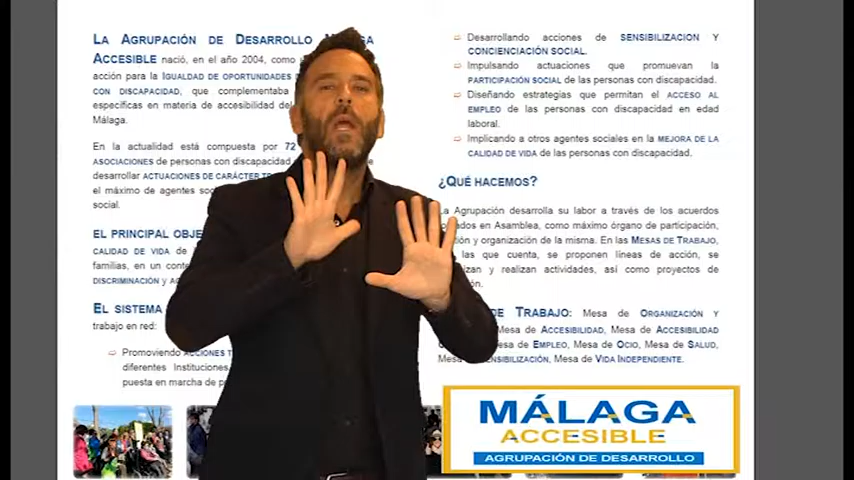 LA AGRUPACIÓN DE DESARROLLO MÁLAGA
ACCESIBLE nació, en el año 2004, como
acción para la IGUALDAD DE OPORTUNIDADES
CON DISCAPACIDAD, que complementaba
específicas en materia de accesibilidad del
Málaga.
En la actualidad está compuesta por 72
ASOCIACIONES de personas con discapacidad
desarrollar ACTUACIONES DE CARÁCTER
el máximo de agentes
social.
EL PRINCIPAL
CALIDAD DE VIDA de
familias, en un
DISCRIMINACIÓN y
EL SISTEMA
trabajo en red:
⇨ Promoviendo ACCIONES
diferentes Instituciones
puesta en marcha de
⇨ Desarrollando acciones de SENSIBILIZACION Y
CONCIENCIACIÓN SOCIAL.
⇨ Impulsando actuaciones que promuevan la
PARTICIPACIÓN SOCIAL de las personas con discapacidad.
⇨ Diseñando estrategias que permitan el ACCESO AL
EMPLEO de las personas con discapacidad en edad
laboral.
⇨ Implicando a otros agentes sociales en la MEJORA DE LA
CALIDAD DE VIDA de las personas con discapacidad.
¿QUÉ HACEMOS?
La Agrupación desarrolla su labor a través de los acuerdos
en Asamblea, como máximo órgano de participación,
y organización de la misma. En las MESAS DE TRABAJO,
las que cuenta, se proponen líneas de acción, se
y realizan actividades, así como proyectos de
DE TRABAJO: Mesa de ORGANIZACIÓN Y
Mesa de ACCESIBILIDAD, Mesa de ACCESIBILIDAD
Mesa de EMPLEO, Mesa de OCIO, Mesa de SALUD,
Mesa de SENSIBILIZACIÓN, Mesa de VIDA INDEPENDIENTE.
MÁLAGA
ACCESIBLE
AGRUPACIÓN DE DESARROLLO